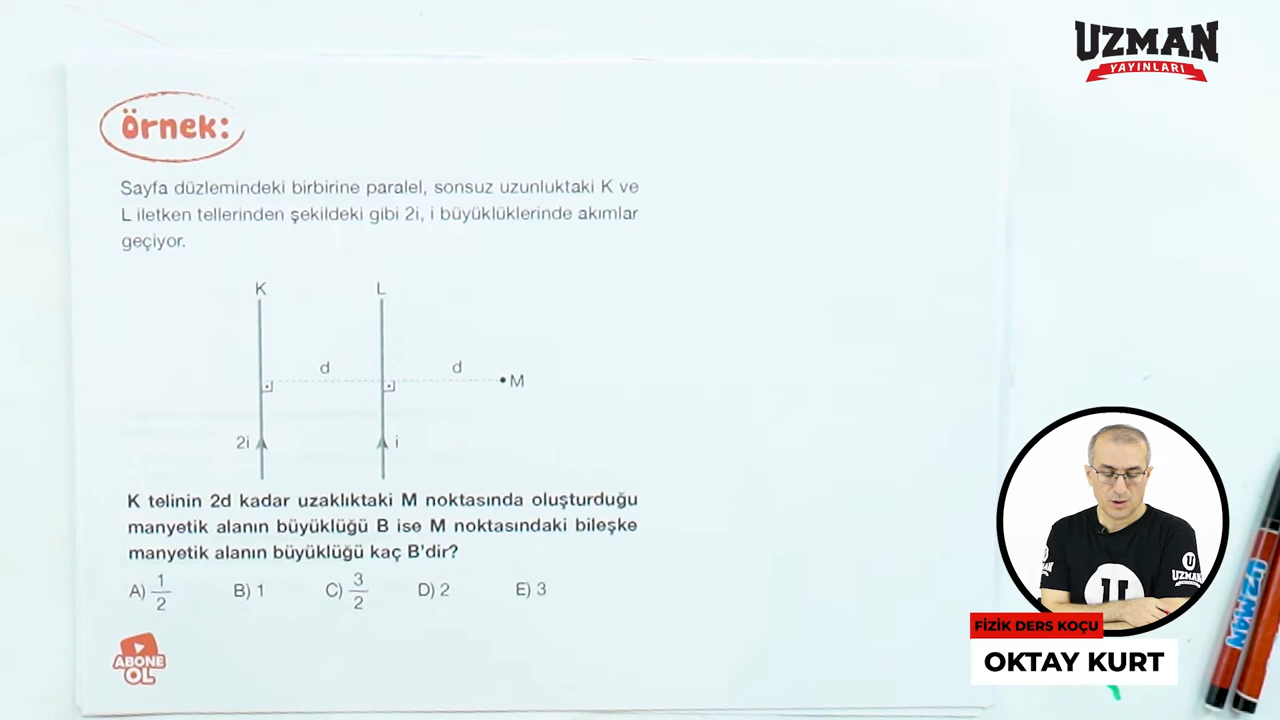 UZMAN
YAYINLARI
Örnek:
Sayfa düzlemindeki birbirine paralel, sonsuz uzunluktaki K ve
L iletken tellerinden şekildeki gibi 2i, i büyüklüklerinde akımlar
geçiyor.
K L
d d
M
2i i
K telinin 2d kadar uzaklıktaki M noktasında oluşturduğu
manyetik alanın büyüklüğü B ise M noktasındaki bileşke
manyetik alanın büyüklüğü kaç B'dir?
A) 1/2 B) 1 C) 3/2 D) 2 E) 3
ABONE
OL
UZMAN
U
UZMAN
FİZİK DERS KOÇU
OKTAY KURT
UZMAN